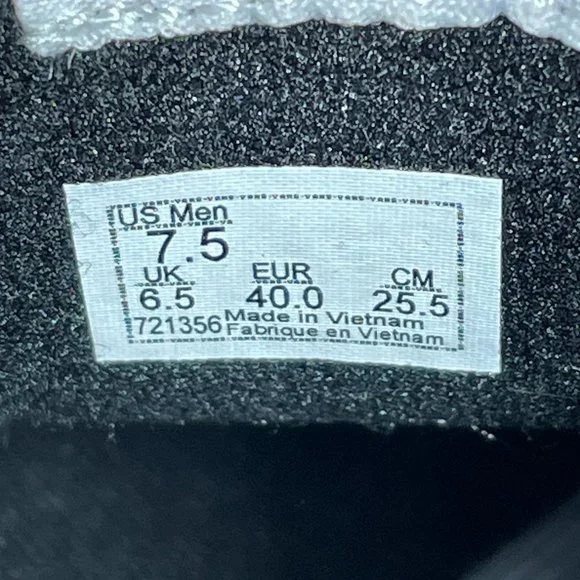 US Men
7.5
UK EUR CM
6.5 40.0 25.5
721356 Made in Vietnam
Fabrique en Vietnam